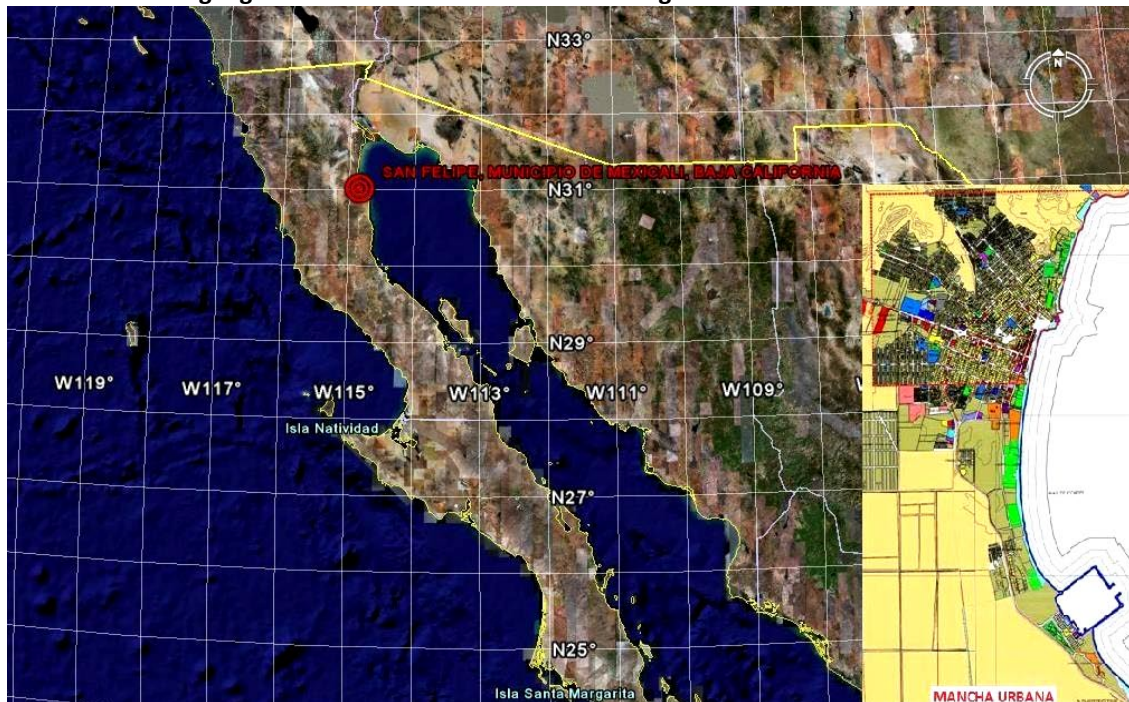 N33°
N
SAN FELIPE, MUNICIPIO DE MEXICALI, BAJA CALIFORNIA
N31°
N29°
W119°
W117°
W115°
W113°
W111°
W109°
Isla Natividad
N27°
N25°
Isla Santa Margarita
MANCHA URBANA